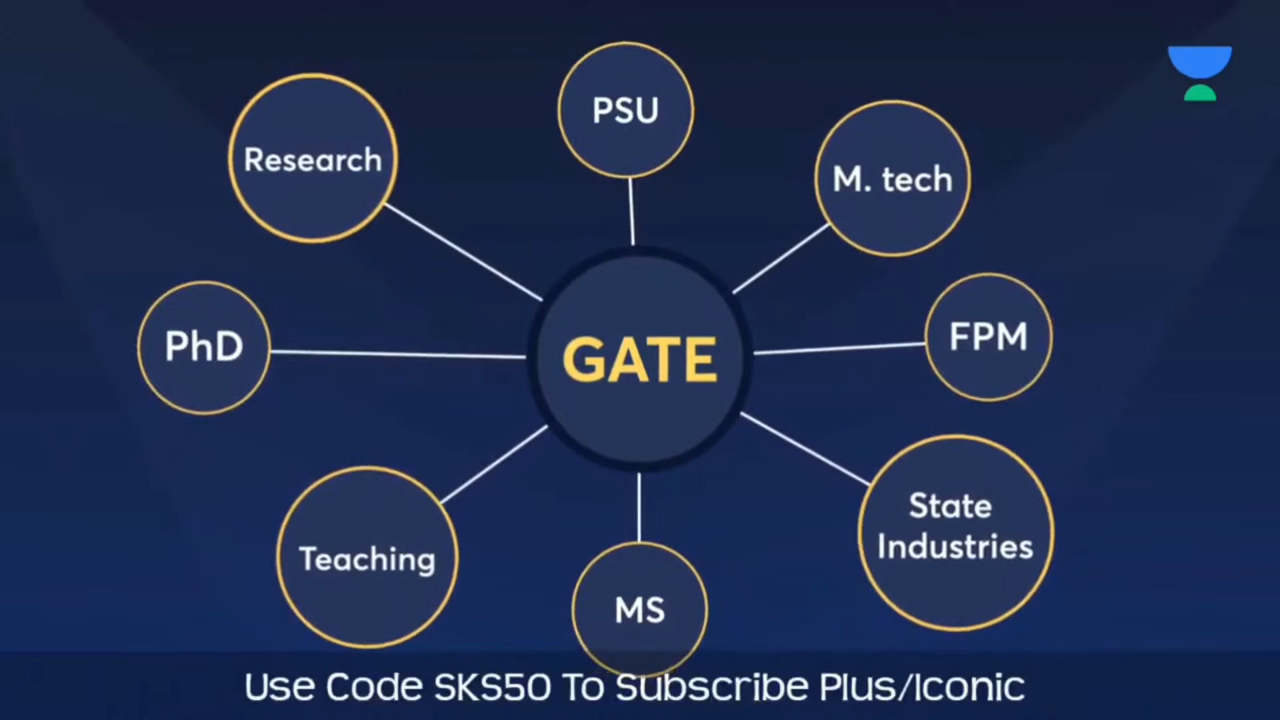 PSU
Research
M. tech
PhD
GATE
FPM
State
Industries
Teaching
MS
Use Code SKS50 To Subscribe Plus/Iconic